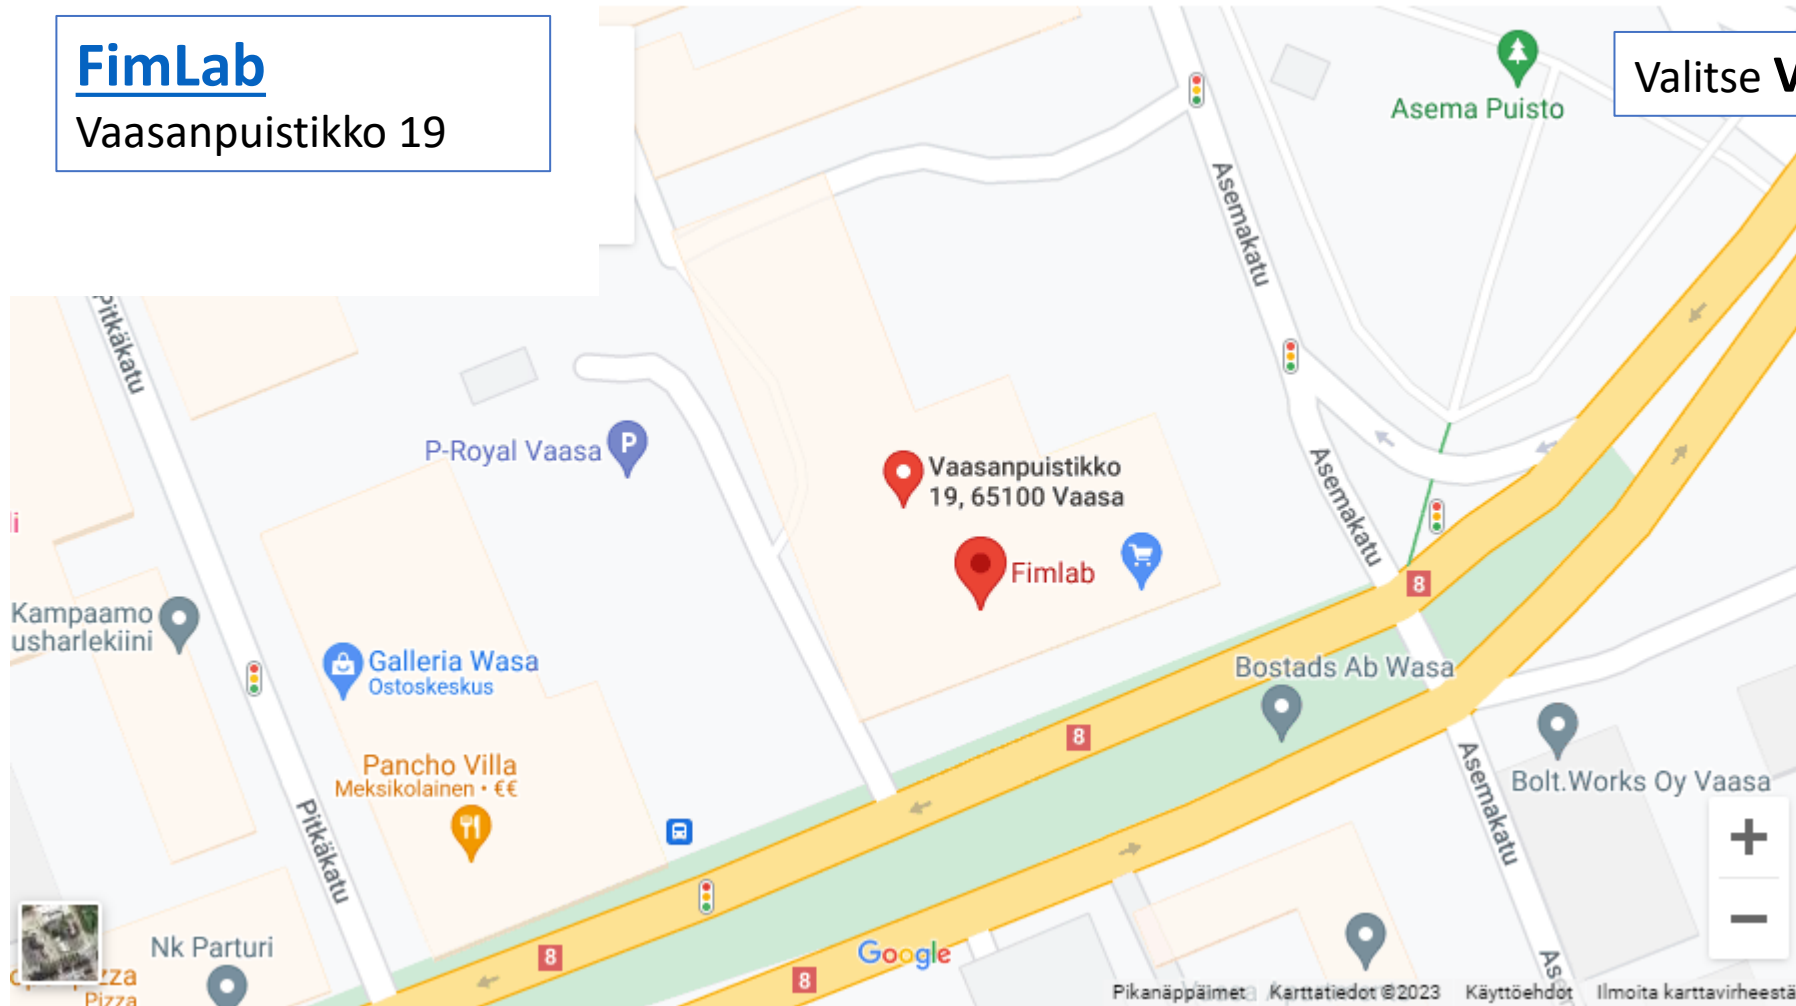 FimLab
Vaasanpuistikko 19
Valitse
Asema Puisto
Asemakatu
Pitkäkatu
P-Royal Vaasa
P
Vaasanpuistikko
19, 65100 Vaasa
Fimlab
Asemakatu
8
Kampaamo
usharlekiini
Galleria Wasa
Ostoskeskus
Bostads Ab Wasa
8
Pancho Villa
Meksikolainen • €€
Bolt.Works Oy Vaasa
Asemakatu
Pitkäkatu
Nk Parturi
8
Google
8
Pizza
Pikanäppäimet
Karttatiedot ©2023
Käyttöehdot
Ilmoita karttavirheestä